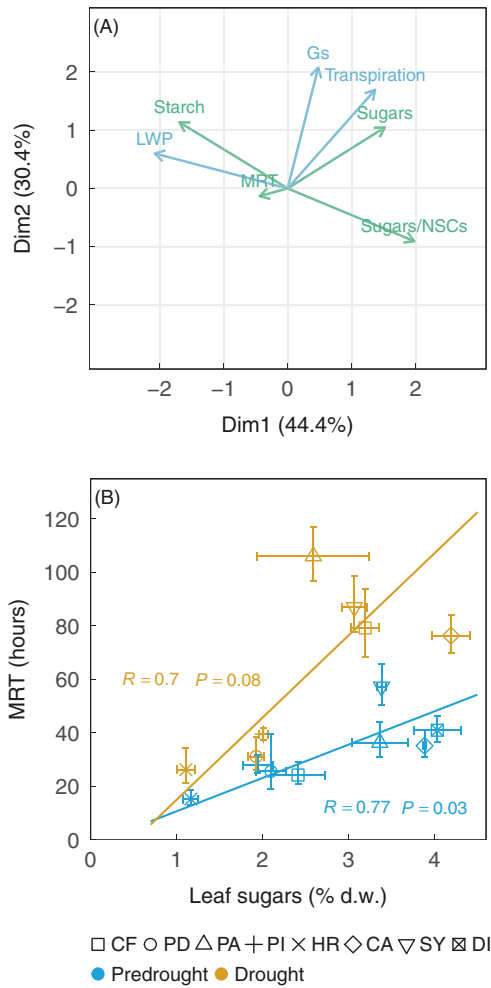 (A)
Gs
Transpiration
Starch
Sugars
LWP
MRT
Sugars/NSCs
2
1
0
−1
−2
Dim2 (30.4%)
−2 −1 0 1 2
Dim1 (44.4%)
(B)
120
100
80
60
40
20
0
MRT (hours)
R = 0.7 P = 0.08
R = 0.77 P = 0.03
0 1 2 3 4
Leaf sugars (% d.w.)
CF PD PA PI HR CA SY DI
Predrought Drought